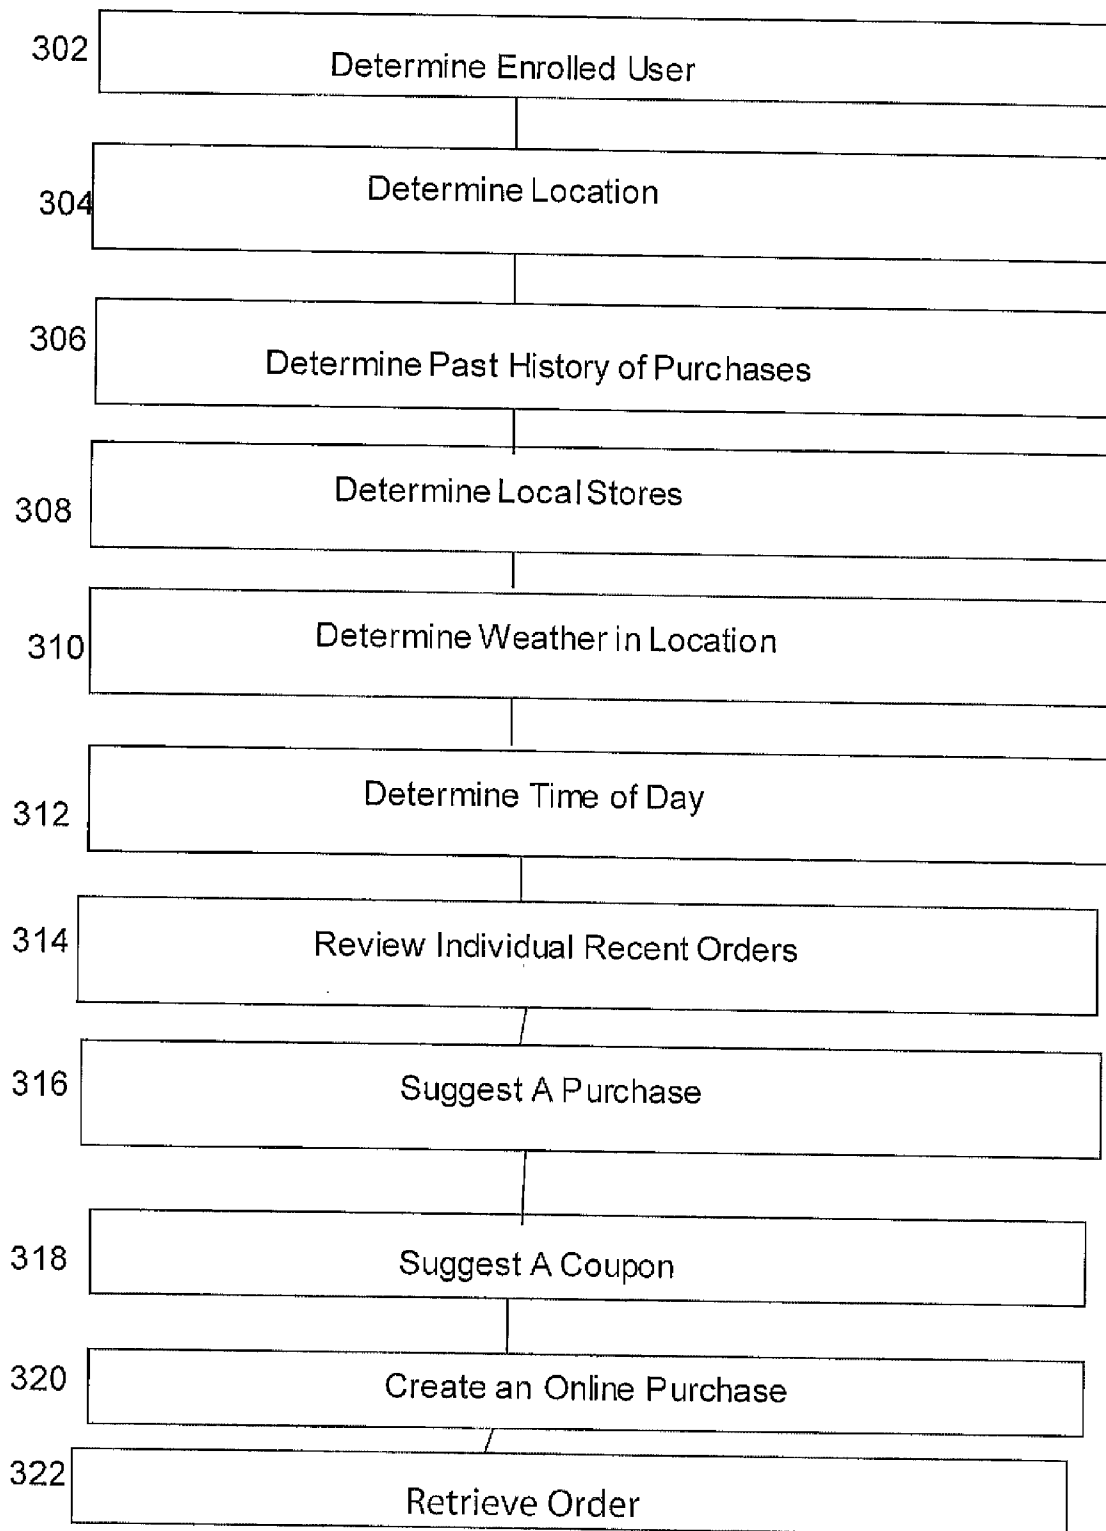 302 Determine Enrolled User
304 Determine Location
306 Determine Past History of Purchases
308 Determine Local Stores
310 Determine Weather in Location
312 Determine Time of Day
314 Review Individual Recent Orders
316 Suggest A Purchase
318 Suggest A Coupon
320 Create an Online Purchase
322 Retrieve Order